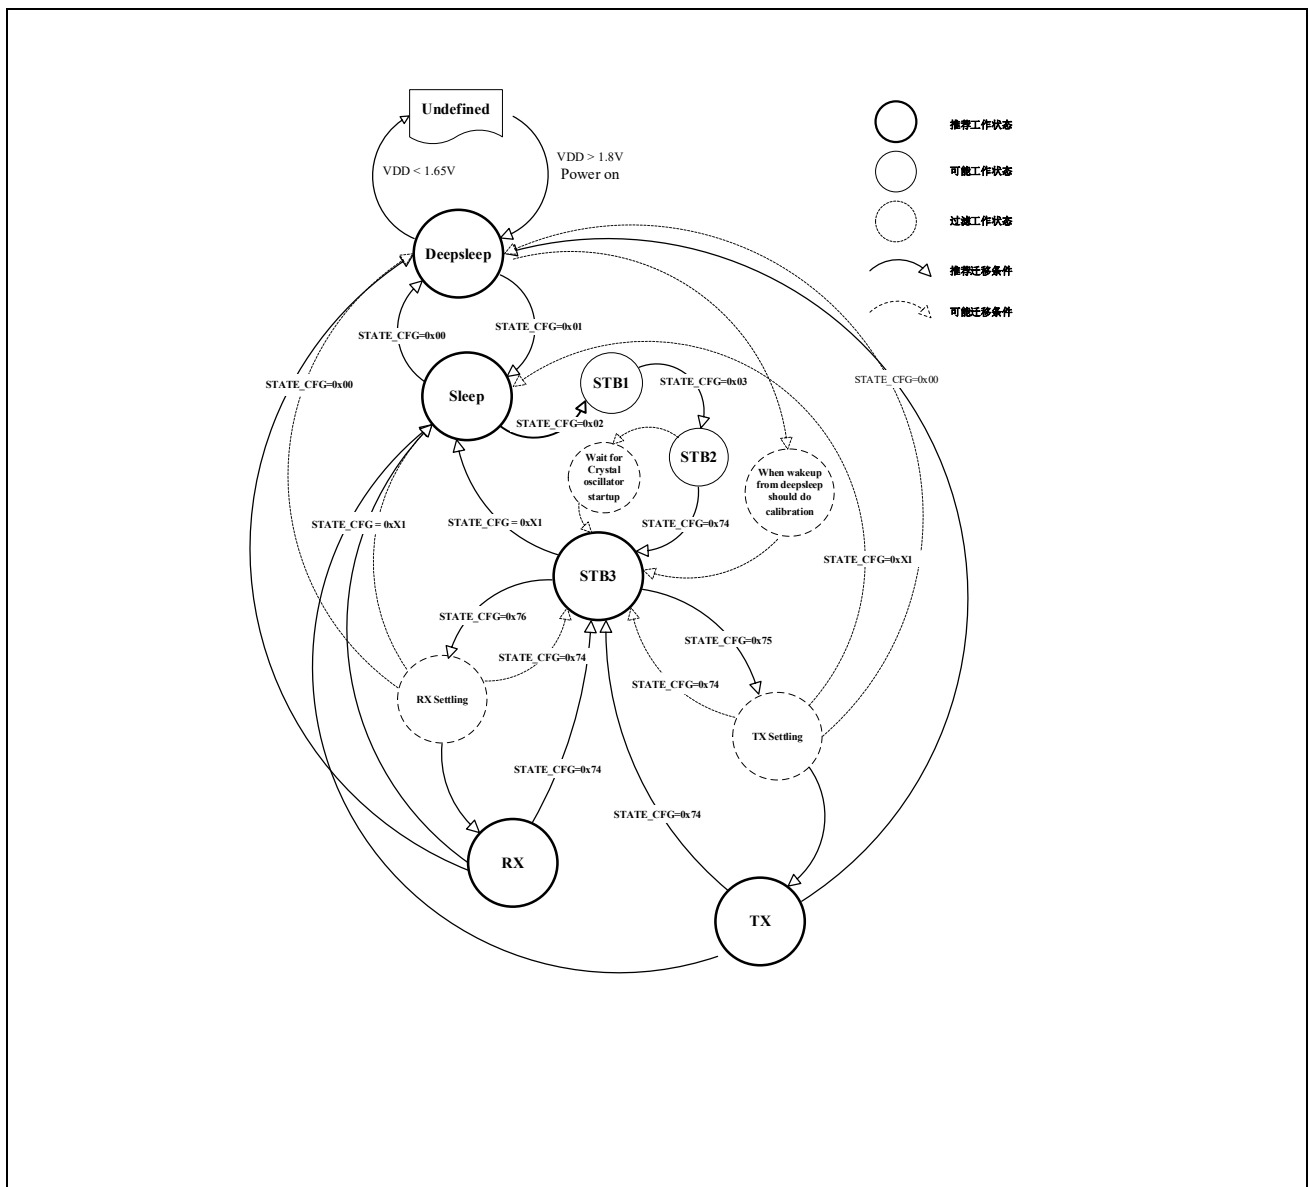 Undefined
VDD < 1.65V
VDD > 1.8V
Power on
推荐工作状态
可能工作状态
过滤工作状态
推荐迁移条件
可能迁移条件
Deepsleep
STATE_CFG=0x00
STATE_CFG=0x01
STATE_CFG=0x00
Sleep
STB1
STATE_CFG=0x03
STATE_CFG=0x00
STATE_CFG=0x02
STB2
Wait for
Crystal
oscillator
startup
When wakeup
from deepsleep
should do
calibration
STATE_CFG = 0xX1
STATE_CFG = 0xX1
STATE_CFG=0x74
STATE_CFG=0xX1
STB3
STATE_CFG=0x76
STATE_CFG=0x75
STATE_CFG=0x74
STATE_CFG=0x74
RX Settling
TX Settling
STATE_CFG=0x74
STATE_CFG=0x74
RX
TX